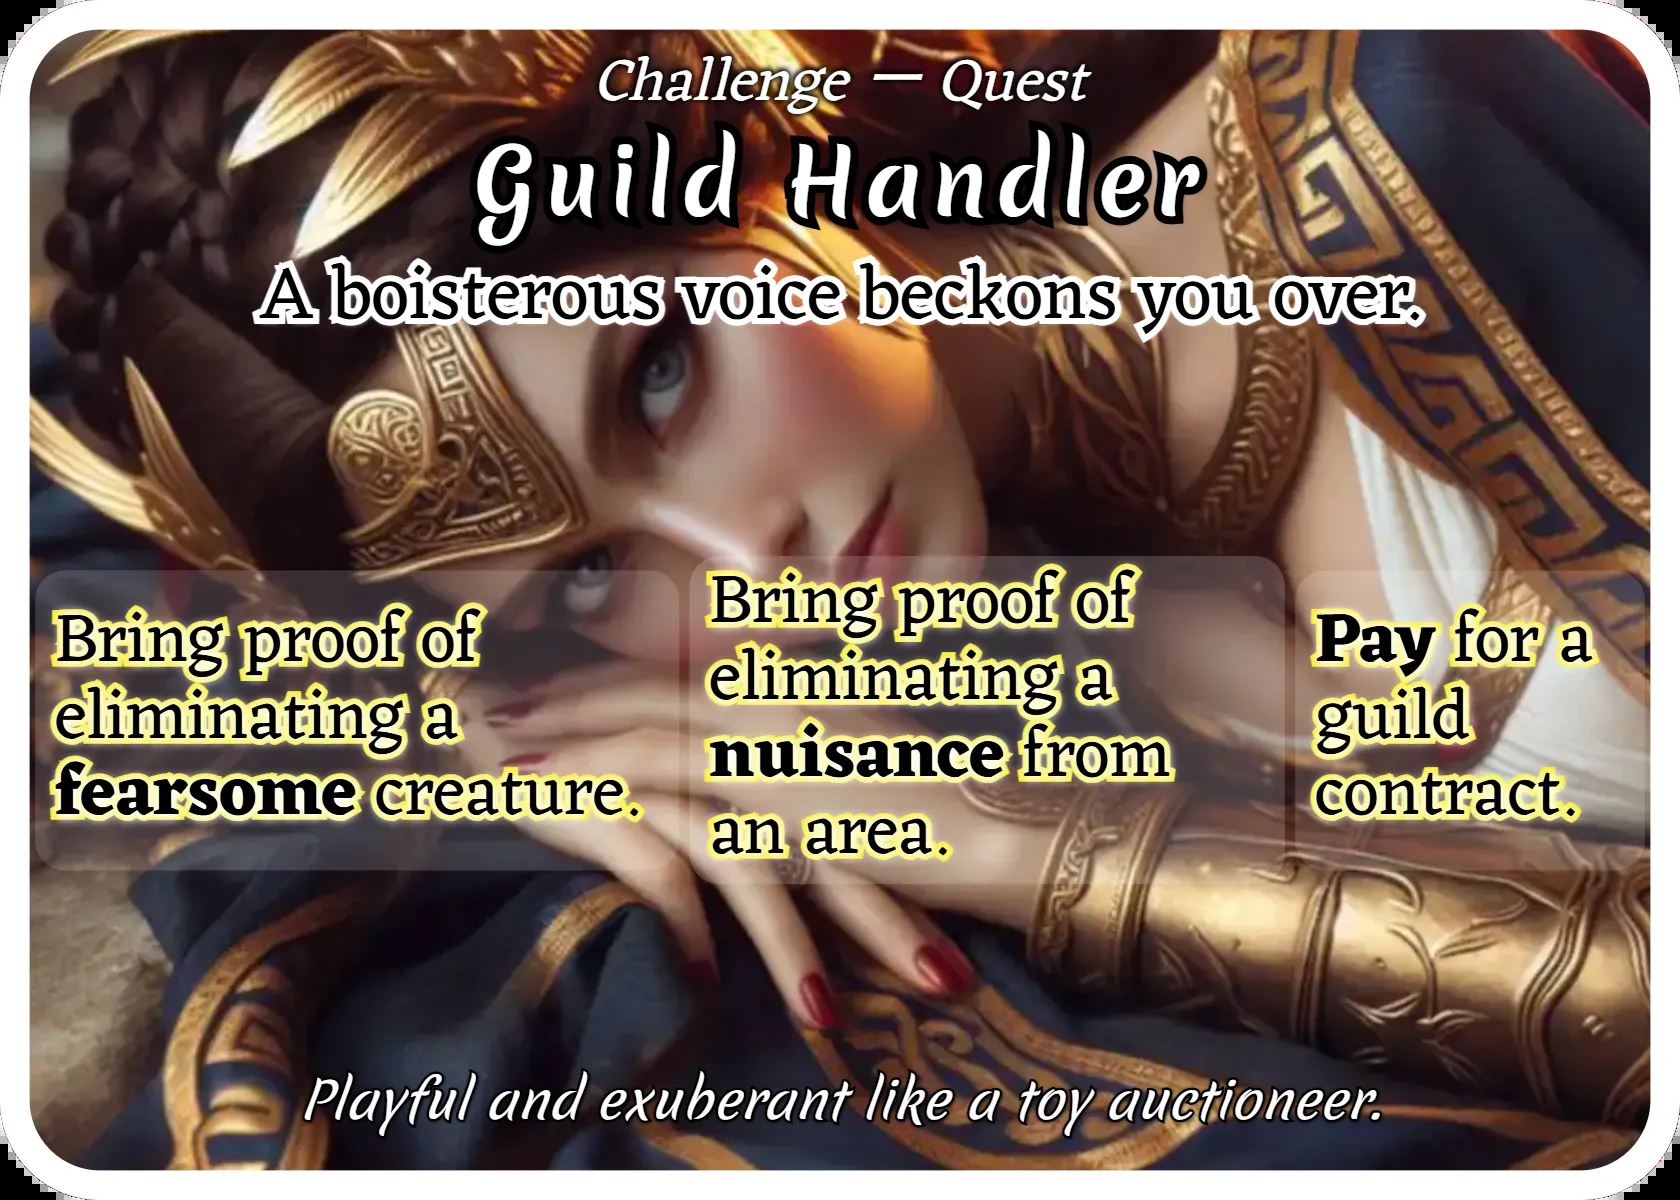 Challenge — Quest
Guild Handler
A boisterous voice beckons you over.
Bring proof of
eliminating a
fearsome creature.
Bring proof of
eliminating a
nuisance from
an area.
Pay for a
guild
contract.
Playful and exuberant like a toy auctioneer.